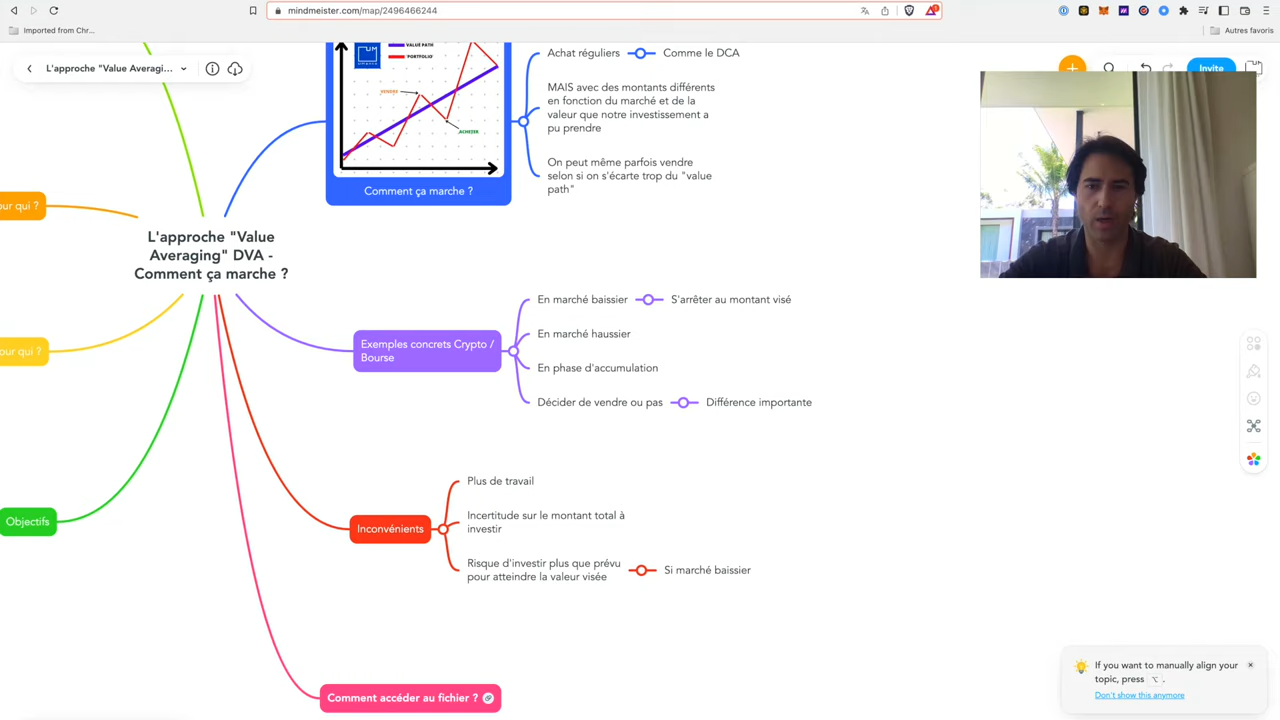 mindmeister.com/map/2496466244
Imported from Chr...
Autres favoris
L'approche "Value Averagi...
Invite
VALUE PATH
PORTFOLIO
VENDRE
ACHETER
Comment ça marche ?
Achat réguliers
Comme le DCA
MAIS avec des montants différents
en fonction du marché et de la
valeur que notre investissement a
pu prendre
On peut même parfois vendre
selon si on s'écarte trop du "value
path"
our qui ?
L'approche "Value
Averaging" DVA -
Comment ça marche ?
our qui ?
Objectifs
Exemples concrets Crypto /
Bourse
En marché baissier
S'arrêter au montant visé
En marché haussier
En phase d'accumulation
Décider de vendre ou pas
Différence importante
Inconvénients
Plus de travail
Incertitude sur le montant total à
investir
Risque d'investir plus que prévu
pour atteindre la valeur visée
Si marché baissier
Comment accéder au fichier ?
If you want to manually align your
topic, press ⌥ .
Don't show this anymore